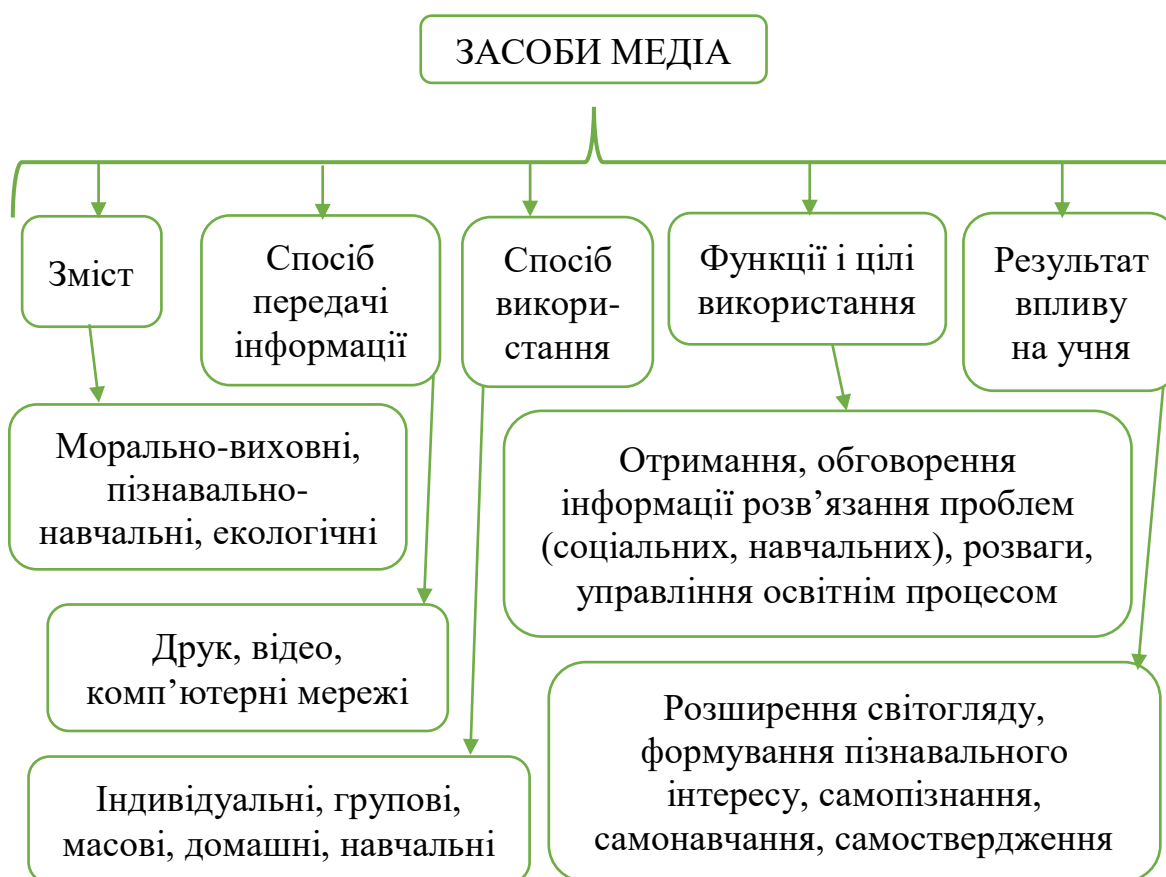 ЗАСОБИ МЕДІА
Зміст
Спосіб
передачі
інформації
Спосіб
викори-
стання
Функції і цілі
використання
Результат
впливу
на учня
Морально-виховні,
пізнавально-
навчальні, екологічні
Отримання, обговорення
інформації розв’язання проблем
(соціальних, навчальних), розваги,
управління освітнім процесом
Друк, відео,
комп’ютерні мережі
Розширення світогляду,
формування пізнавального
інтересу, самопізнання,
самонавчання, самоствердження
Індивідуальні, групові,
масові, домашні, навчальні